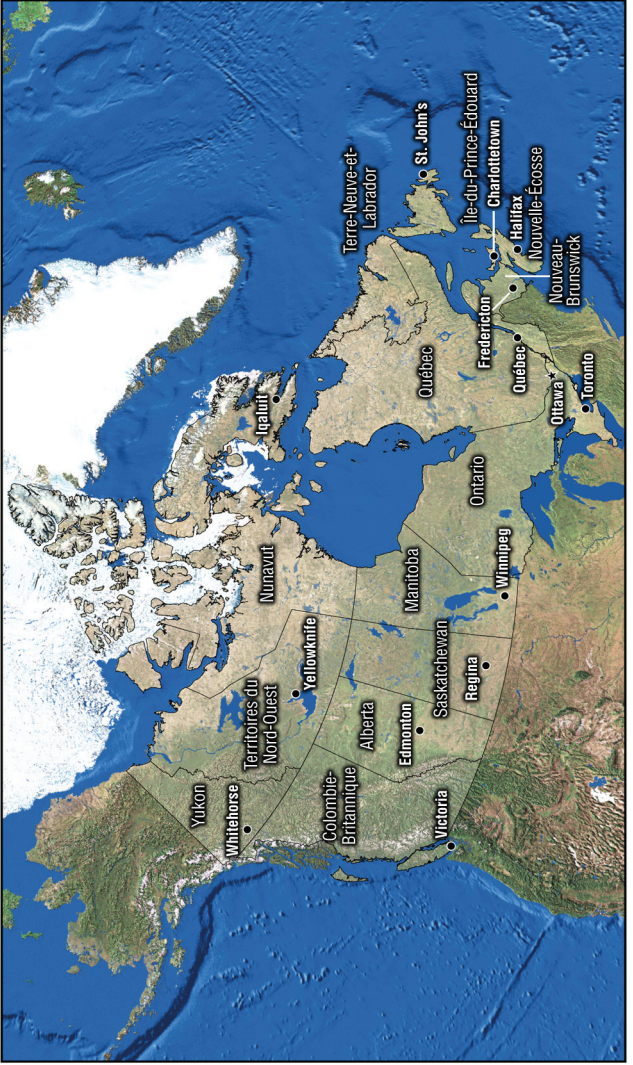 Yukon
Whitehorse
Territoires du
Nord-Ouest
Yellowknife
Nunavut
Iqaluit
Colombie-
Britannique
Victoria
Alberta
Edmonton
Saskatchewan
Regina
Manitoba
Winnipeg
Ontario
Toronto
Ottawa
Québec
Québec
Terre-Neuve-et-
Labrador
St. John's
Île-du-Prince-Édouard
Charlottetown
Halifax
Nouvelle-Écosse
Nouveau-
Brunswick
Fredericton